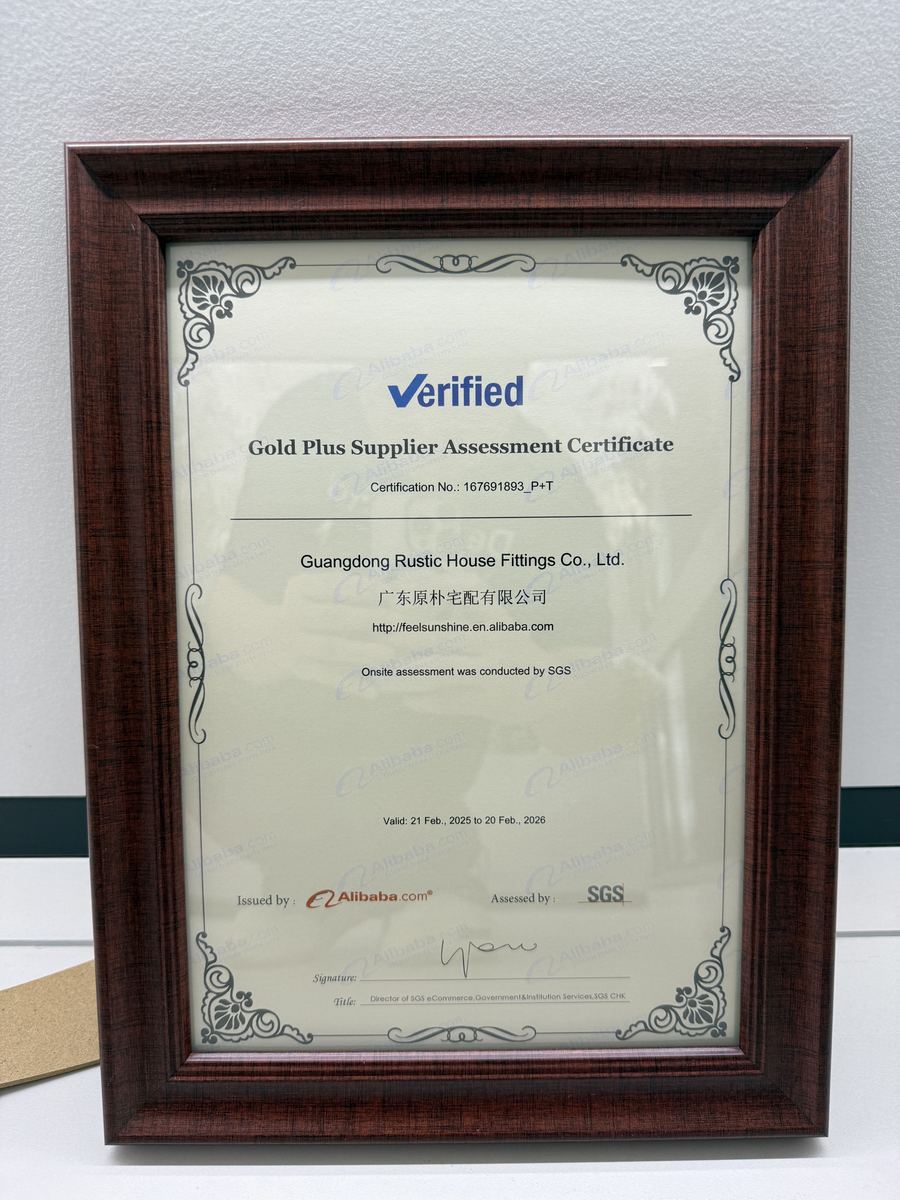 Verified
Gold Plus Supplier Assessment Certificate
Certification No.: 167691893_P+T
Guangdong Rustic House Fittings Co., Ltd.
广东原朴宅配有限公司
http://feelsunshine.en.alibaba.com
Onsite assessment was conducted by SGS
Valid: 21 Feb., 2025 to 20 Feb., 2026
Issued by : Alibaba.com® Assessed by : SGS
Signature:
Title: Director of SGS eCommerce,Government&Institution Services,SGS CHK